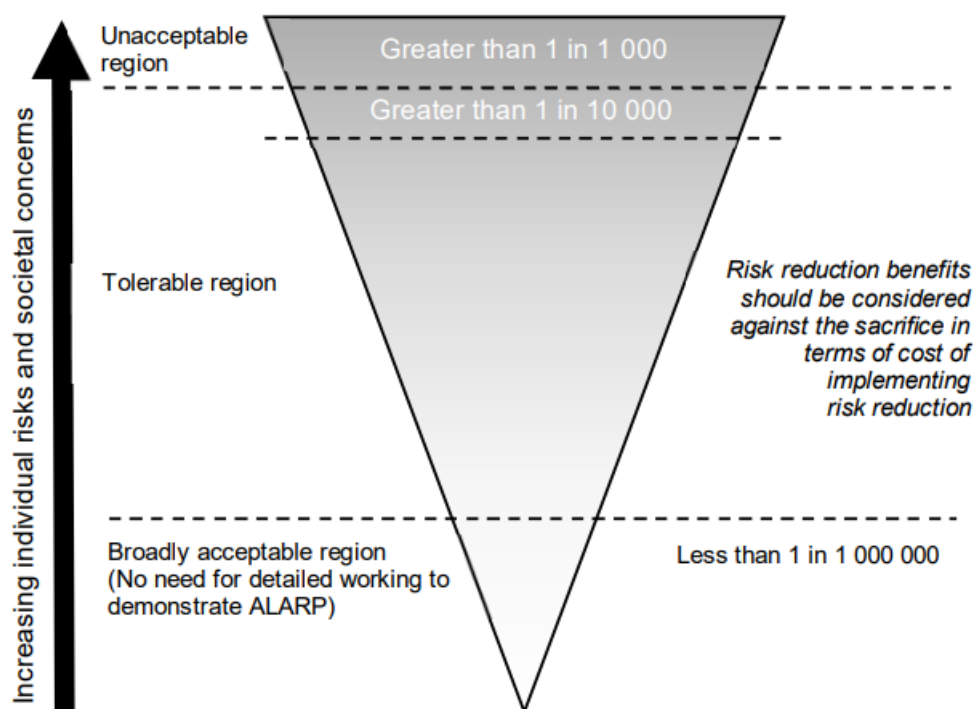 Increasing individual risks and societal concerns
Unacceptable
region
Greater than 1 in 1 000
Greater than 1 in 10 000
Tolerable region
Risk reduction benefits
should be considered
against the sacrifice in
terms of cost of
implementing
risk reduction
Broadly acceptable region
(No need for detailed working to
demonstrate ALARP)
Less than 1 in 1 000 000